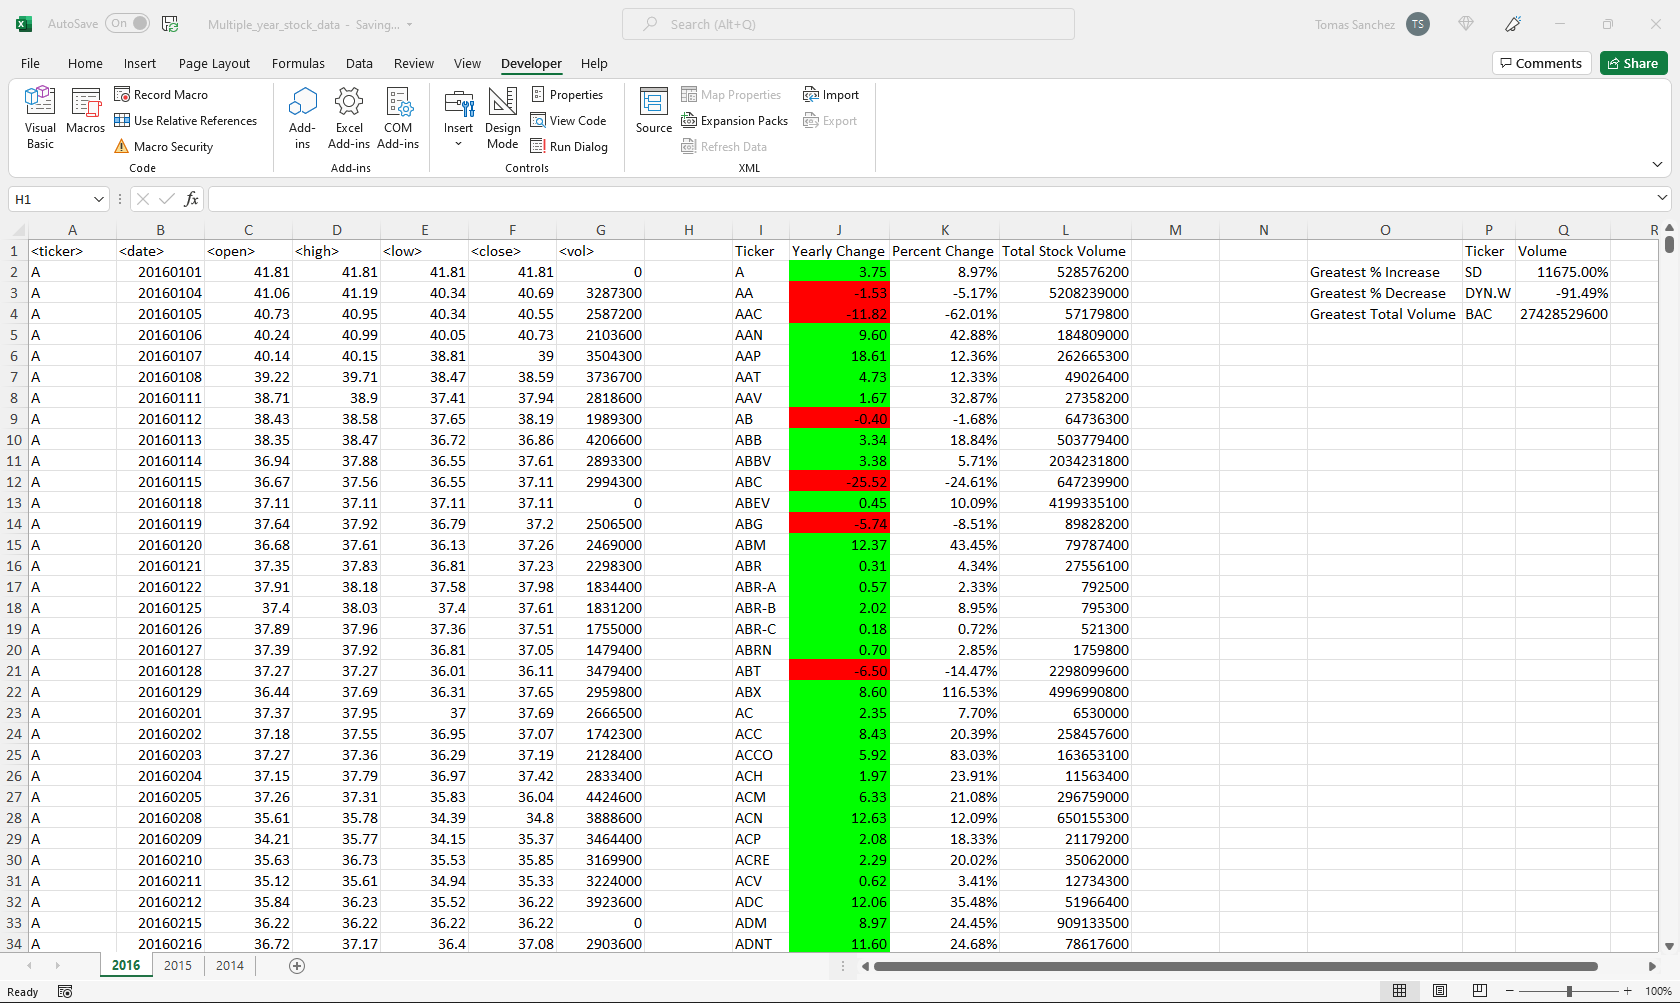 AutoSave On Multiple_year_stock_data - Saving... Search (Alt+Q) Tomas Sanchez TS
File Home Insert Page Layout Formulas Data Review View Developer Help Comments Share
Visual Basic
Macros
Record Macro
Use Relative References
Macro Security
Code
Add-ins
Excel Add-ins
COM Add-ins
Add-ins
Insert
Design Mode
Properties
View Code
Run Dialog
Controls
Source
Map Properties
Expansion Packs
Refresh Data
Import
Export
XML
H1 fx
A B C D E F G H I J K L M N O P Q R
1 <ticker> <date> <open> <high> <low> <close> <vol> Ticker Yearly Change Percent Change Total Stock Volume Ticker Volume
2 A 20160101 41.81 41.81 41.81 41.81 0 A 3.75 8.97% 528576200 Greatest % Increase SD 11675.00%
3 A 20160104 41.06 41.19 40.34 40.69 3287300 AA -1.53 -5.17% 5208239000 Greatest % Decrease DYN.W -91.49%
4 A 20160105 40.73 40.95 40.34 40.55 2587200 AAC -11.82 -62.01% 57179800 Greatest Total Volume BAC 27428529600
5 A 20160106 40.24 40.99 40.05 40.73 2103600 AAN 9.60 42.88% 184809000
6 A 20160107 40.14 40.15 38.81 39 3504300 AAP 18.61 12.36% 262665300
7 A 20160108 39.22 39.71 38.47 38.59 3736700 AAT 4.73 12.33% 49026400
8 A 20160111 38.71 38.9 37.41 37.94 2818600 AAV 1.67 32.87% 27358200
9 A 20160112 38.43 38.58 37.65 38.19 1989300 AB -0.40 -1.68% 64736300
10 A 20160113 38.35 38.47 36.72 36.86 4206600 ABB 3.34 18.84% 503779400
11 A 20160114 36.94 37.88 36.55 37.61 2893300 ABBV 3.38 5.71% 2034231800
12 A 20160115 36.67 37.56 36.55 37.11 2994300 ABC -25.52 -24.61% 647239900
13 A 20160118 37.11 37.11 37.11 37.11 0 ABEV 0.45 10.09% 4199335100
14 A 20160119 37.64 37.92 36.79 37.2 2506500 ABG -5.74 -8.51% 89828200
15 A 20160120 36.68 37.61 36.13 37.26 2469000 ABM 12.37 43.45% 79787400
16 A 20160121 37.35 37.83 36.81 37.23 2298300 ABR 0.31 4.34% 27556100
17 A 20160122 37.91 38.18 37.58 37.98 1834400 ABR-A 0.57 2.33% 792500
18 A 20160125 37.4 38.03 37.4 37.61 1831200 ABR-B 2.02 8.95% 795300
19 A 20160126 37.89 37.96 37.36 37.51 1755000 ABR-C 0.18 0.72% 521300
20 A 20160127 37.39 37.92 36.81 37.05 1479400 ABRN 0.70 2.85% 1759800
21 A 20160128 37.27 37.27 36.01 36.11 3479400 ABT -6.50 -14.47% 2298099600
22 A 20160129 36.44 37.69 36.31 37.65 2959800 ABX 8.60 116.53% 4996990800
23 A 20160201 37.37 37.95 37 37.69 2666500 AC 2.35 7.70% 6530000
24 A 20160202 37.18 37.55 36.95 37.07 1742300 ACC 8.43 20.39% 258457600
25 A 20160203 37.27 37.36 36.29 37.19 2128400 ACCO 5.92 83.03% 163653100
26 A 20160204 37.15 37.79 36.97 37.42 2833400 ACH 1.97 23.91% 11563400
27 A 20160205 37.26 37.31 35.83 36.04 4424600 ACM 6.33 21.08% 296759000
28 A 20160208 35.61 35.78 34.39 34.8 3888600 ACN 12.63 12.09% 650155300
29 A 20160209 34.21 35.77 34.15 35.37 3464400 ACP 2.08 18.33% 21179200
30 A 20160210 35.63 36.73 35.53 35.85 3169900 ACRE 2.29 20.02% 35062000
31 A 20160211 35.12 35.61 34.94 35.33 3224000 ACV 0.62 3.41% 12734300
32 A 20160212 35.84 36.23 35.52 36.22 3923600 ADC 12.06 35.48% 51966400
33 A 20160215 36.22 36.22 36.22 36.22 0 ADM 8.97 24.45% 909133500
34 A 20160216 36.72 37.17 36.4 37.08 2903600 ADNT 11.60 24.68% 78617600
2016 2015 2014
Ready 100%